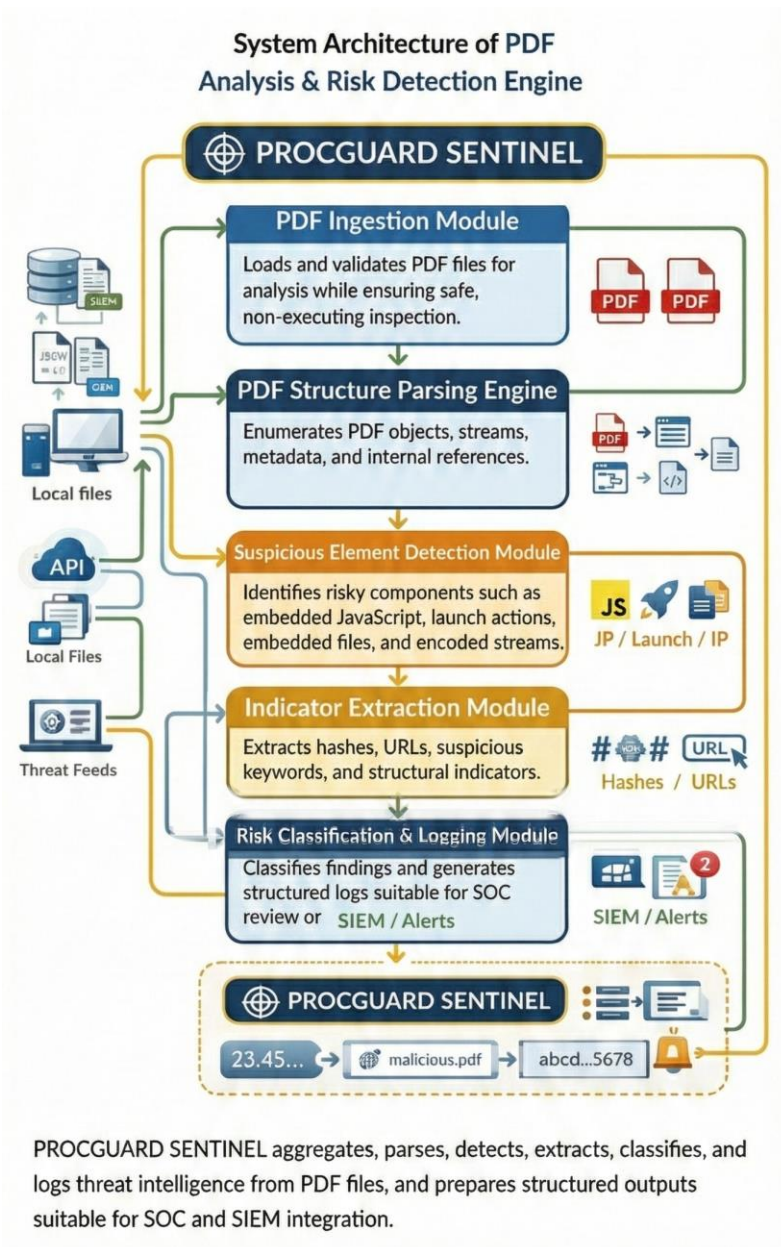 System Architecture of PDF
Analysis & Risk Detection Engine
PROCGUARD SENTINEL
PDF Ingestion Module
Loads and validates PDF files for
analysis while ensuring safe,
non-executing inspection.
PDF PDF
SIEM
JSGW
OEM
Local files
PDF Structure Parsing Engine
Enumerates PDF objects, streams,
metadata, and internal references.
PDF
</>
API
Local Files
Threat Feeds
Suspicious Element Detection Module
Identifies risky components such as
embedded JavaScript, launch actions,
embedded files, and encoded streams.
JS
JP / Launch / IP
Indicator Extraction Module
Extracts hashes, URLs, suspicious
keywords, and structural indicators.
# # URL
Hashes / URLs
Risk Classification & Logging Module
Classifies findings and generates
structured logs suitable for SOC
review or SIEM / Alerts
2
SIEM / Alerts
PROCGUARD SENTINEL
23.45... malicious.pdf abcd...5678
PROCGUARD SENTINEL aggregates, parses, detects, extracts, classifies, and
logs threat intelligence from PDF files, and prepares structured outputs
suitable for SOC and SIEM integration.